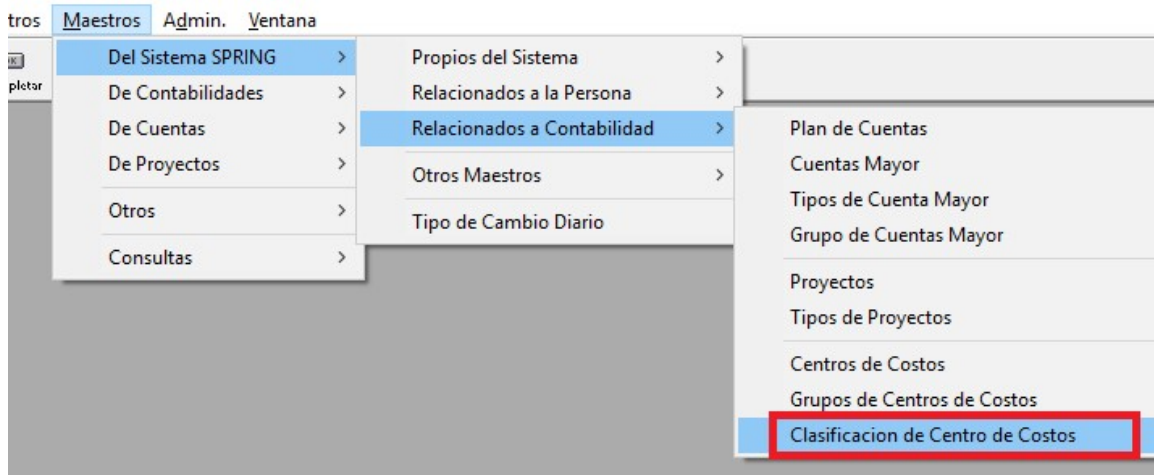 tros Maestros Admin. Ventana
pletar
Del Sistema SPRING
De Contabilidades
De Cuentas
De Proyectos
Otros
Consultas
Propios del Sistema
Relacionados a la Persona
Relacionados a Contabilidad
Otros Maestros
Tipo de Cambio Diario
Plan de Cuentas
Cuentas Mayor
Tipos de Cuenta Mayor
Grupo de Cuentas Mayor
Proyectos
Tipos de Proyectos
Centros de Costos
Grupos de Centros de Costos
Clasificacion de Centro de Costos